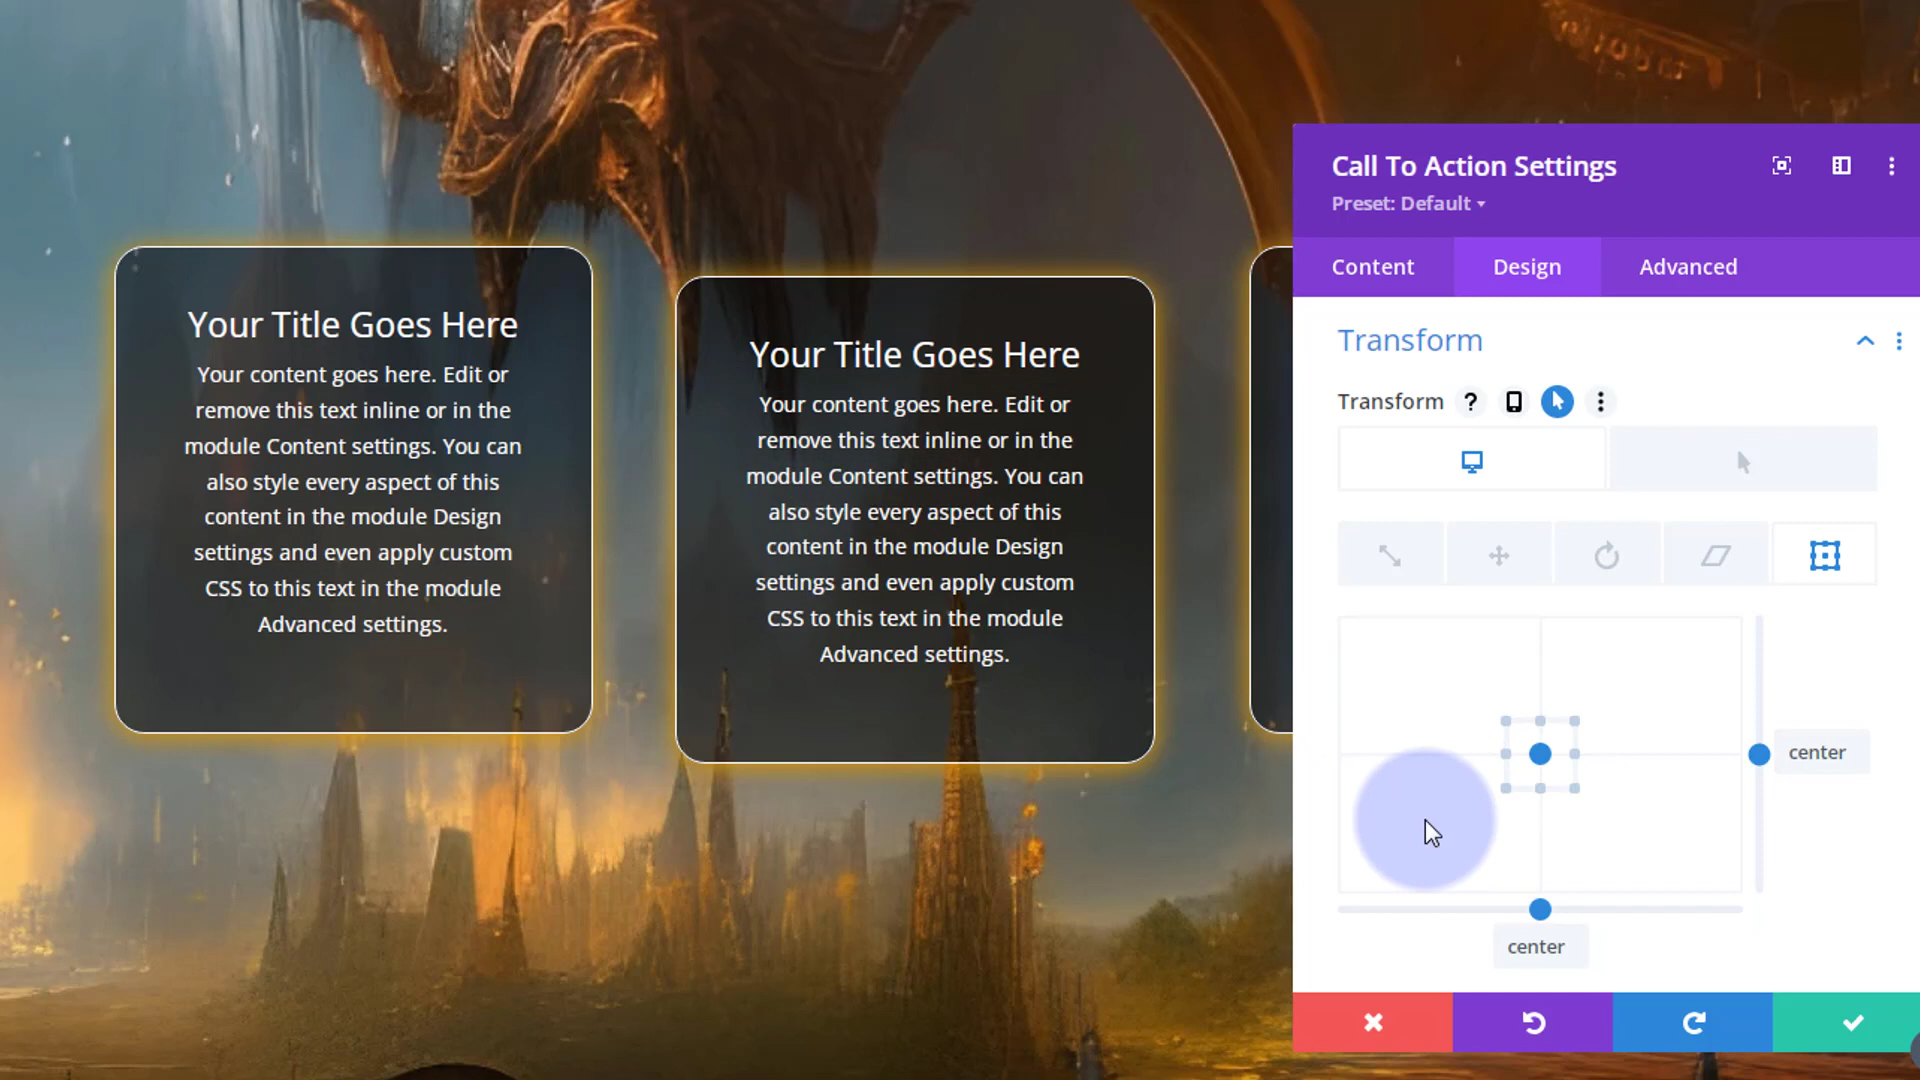 Your Title Goes Here
Your content goes here. Edit or
remove this text inline or in the
module Content settings. You can
also style every aspect of this
content in the module Design
settings and even apply custom
CSS to this text in the module
Advanced settings.
Your Title Goes Here
Your content goes here. Edit or
remove this text inline or in the
module Content settings. You can
also style every aspect of this
content in the module Design
settings and even apply custom
CSS to this text in the module
Advanced settings.
Call To Action Settings
Preset: Default
Content Design Advanced
Transform
Transform ?
center
center